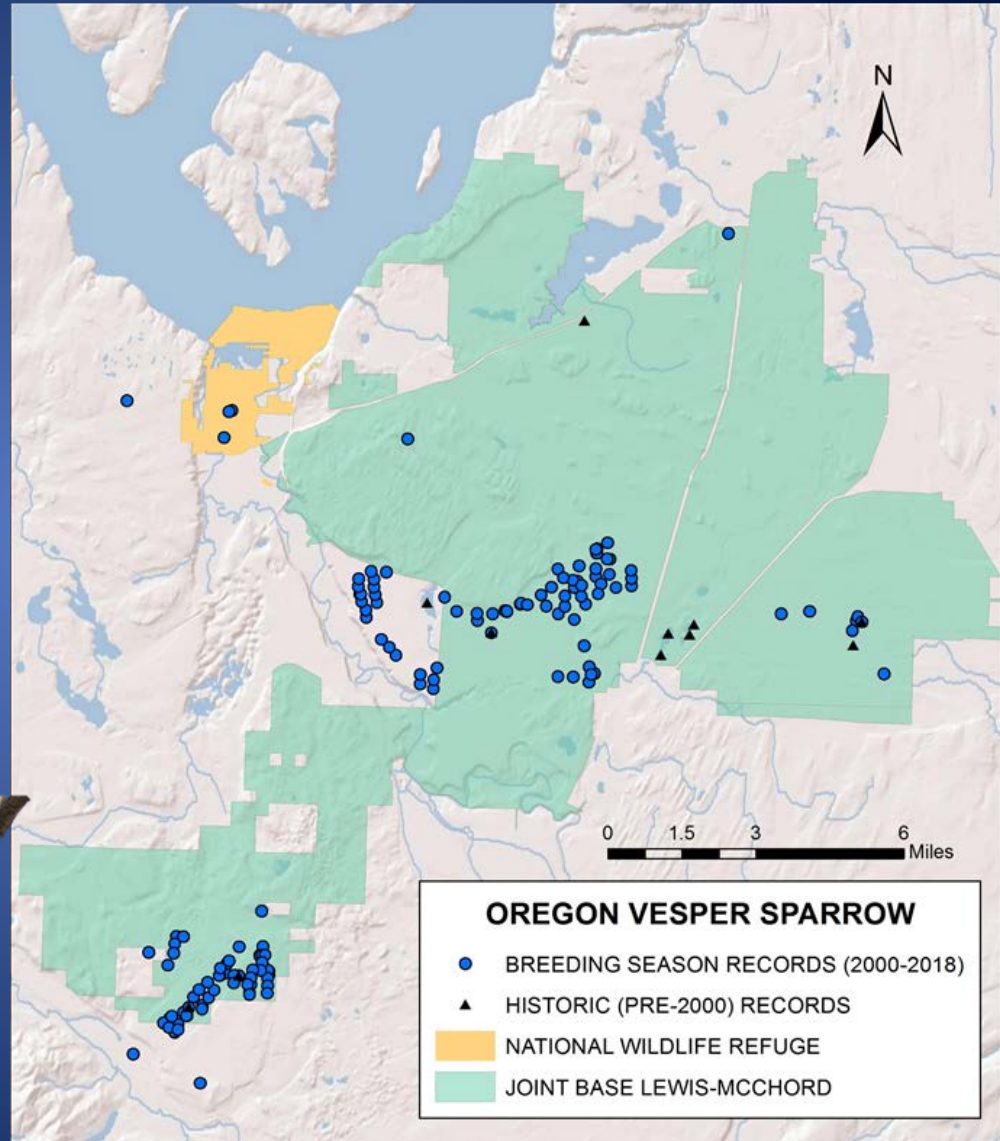 N
0 1.5 3 6
Miles
OREGON VESPER SPARROW
BREEDING SEASON RECORDS (2000-2018)
HISTORIC (PRE-2000) RECORDS
NATIONAL WILDLIFE REFUGE
JOINT BASE LEWIS-MCCHORD